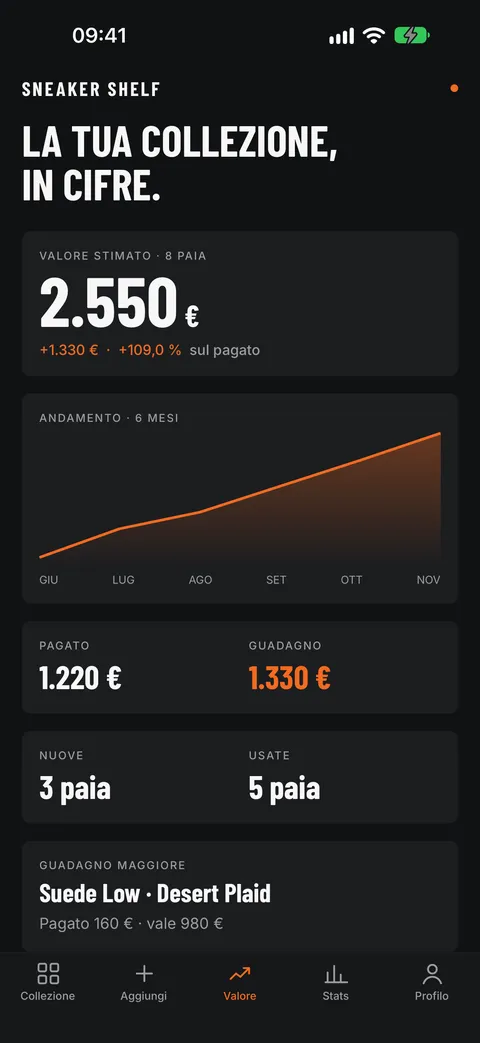 09:41
SNEAKER SHELF
LA TUA COLLEZIONE,
IN CIFRE.
VALORE STIMATO · 8 PAIA
2.550 €
+1.330 € · +109,0 % sul pagato
ANDAMENTO · 6 MESI
GIU LUG AGO SET OTT NOV
PAGATO GUADAGNO
1.220 € 1.330 €
NUOVE USATE
3 paia 5 paia
GUADAGNO MAGGIORE
Suede Low · Desert Plaid
Pagato 160 € · vale 980 €
Collezione Aggiungi Valore Stats Profilo